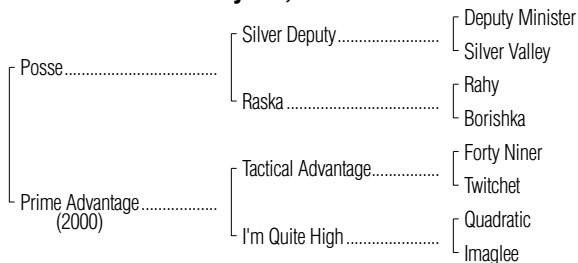 Deputy Minister
Silver Deputy
Silver Valley
Posse
Rahy
Raska
Borishka
Forty Niner
Tactical Advantage
Twitchet
Prime Advantage
(2000)
Quadratic
I'm Quite High
Imaglee